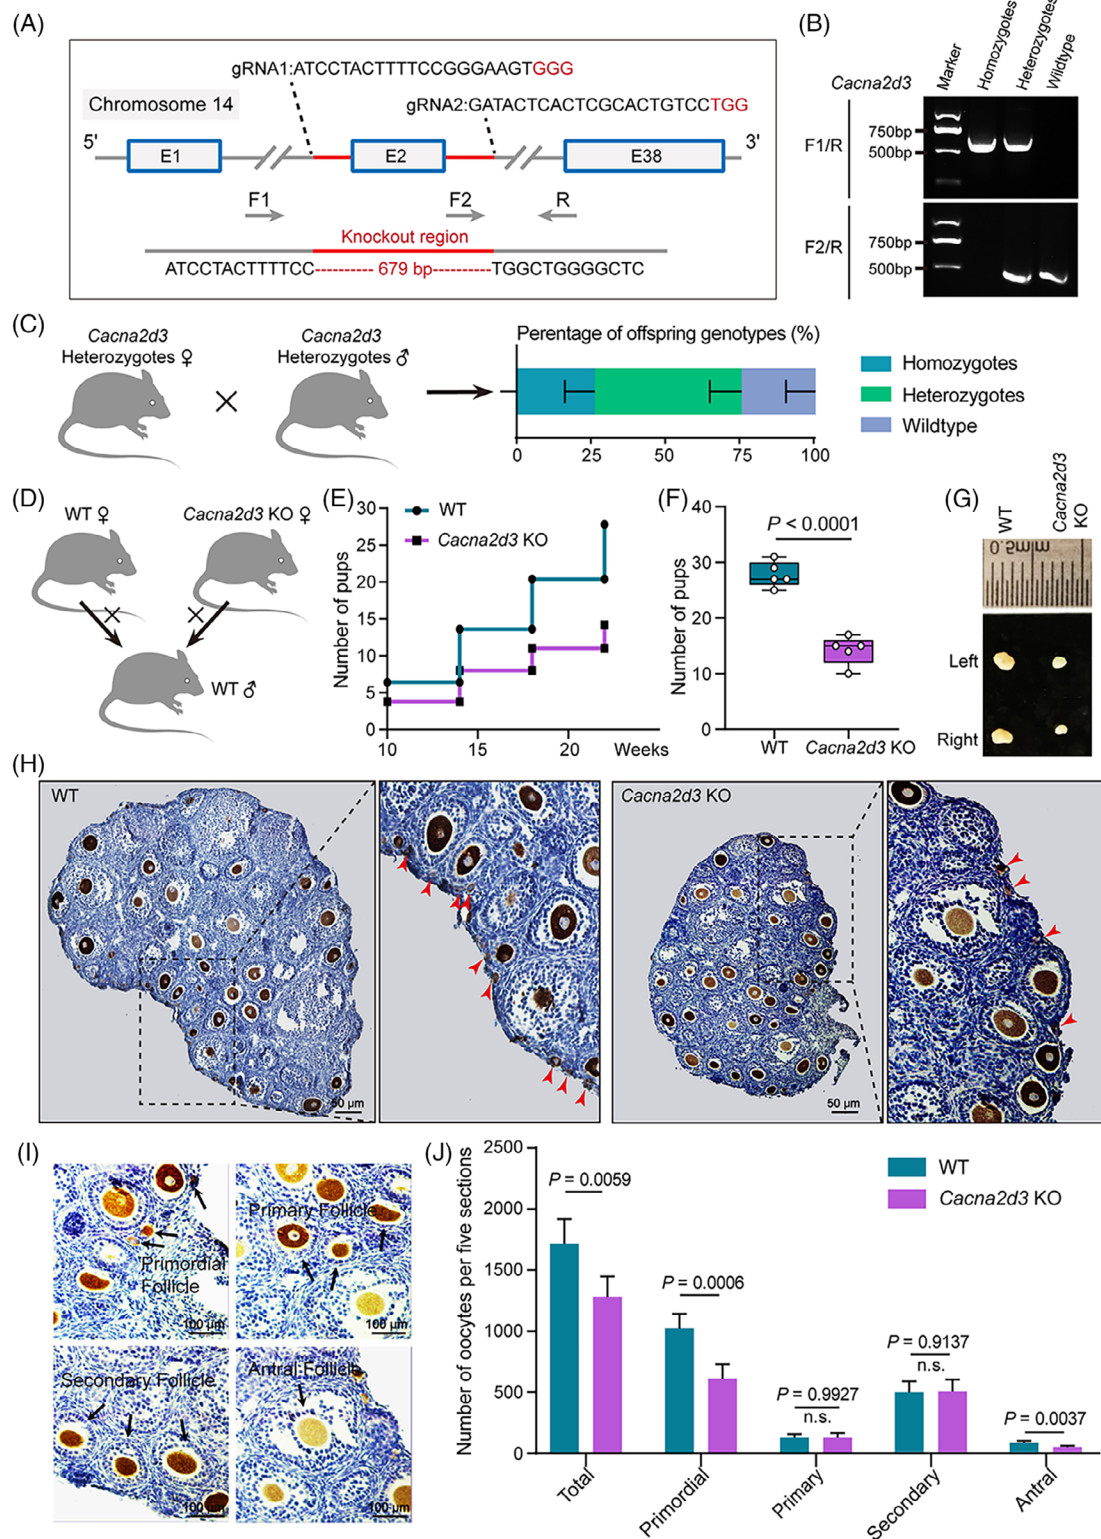 (A)
gRNA1:ATCCTACTTTTCCGGGAAGTGGG
Chromosome 14
gRNA2:GATACTCACTCGCACTGTCCTGG
5'
3'
E1
E2
E38
F1
F2
R
Knockout region
ATCCTACTTTTCC---------- 679 bp----------TGGCTGGGGCTC
(B)
Cacna2d3
Marker
Homozygotes
Heterozygotes
Wildtype
F1/R
750bp
500bp
F2/R
750bp
500bp
(C)
Cacna2d3
Heterozygotes ♀
Cacna2d3
Heterozygotes ♂
Perentage of offspring genotypes (%)
0 25 50 75 100
Homozygotes
Heterozygotes
Wildtype
(D)
WT ♀
Cacna2d3 KO ♀
WT ♂
(E)
WT
Cacna2d3 KO
Number of pups
30
25
20
15
10
5
0
10 15 20 Weeks
(F)
P < 0.0001
Number of pups
40
30
20
10
0
WT Cacna2d3 KO
(G)
WT
Cacna2d3
KO
0.5mm
Left
Right
(H)
WT
50 µm
Cacna2d3 KO
50 µm
(I)
Primordial
Follicle
100 µm
Primary Follicle
100 µm
Secondary Follicle
100 µm
Antral Follicle
100 µm
(J)
Number of oocytes per five sections
2500
2000
1500
1000
500
0
WT
Cacna2d3 KO
P = 0.0059
P = 0.0006
P = 0.9927
n.s.
P = 0.9137
n.s.
P = 0.0037
Total
Primordial
Primary
Secondary
Antral